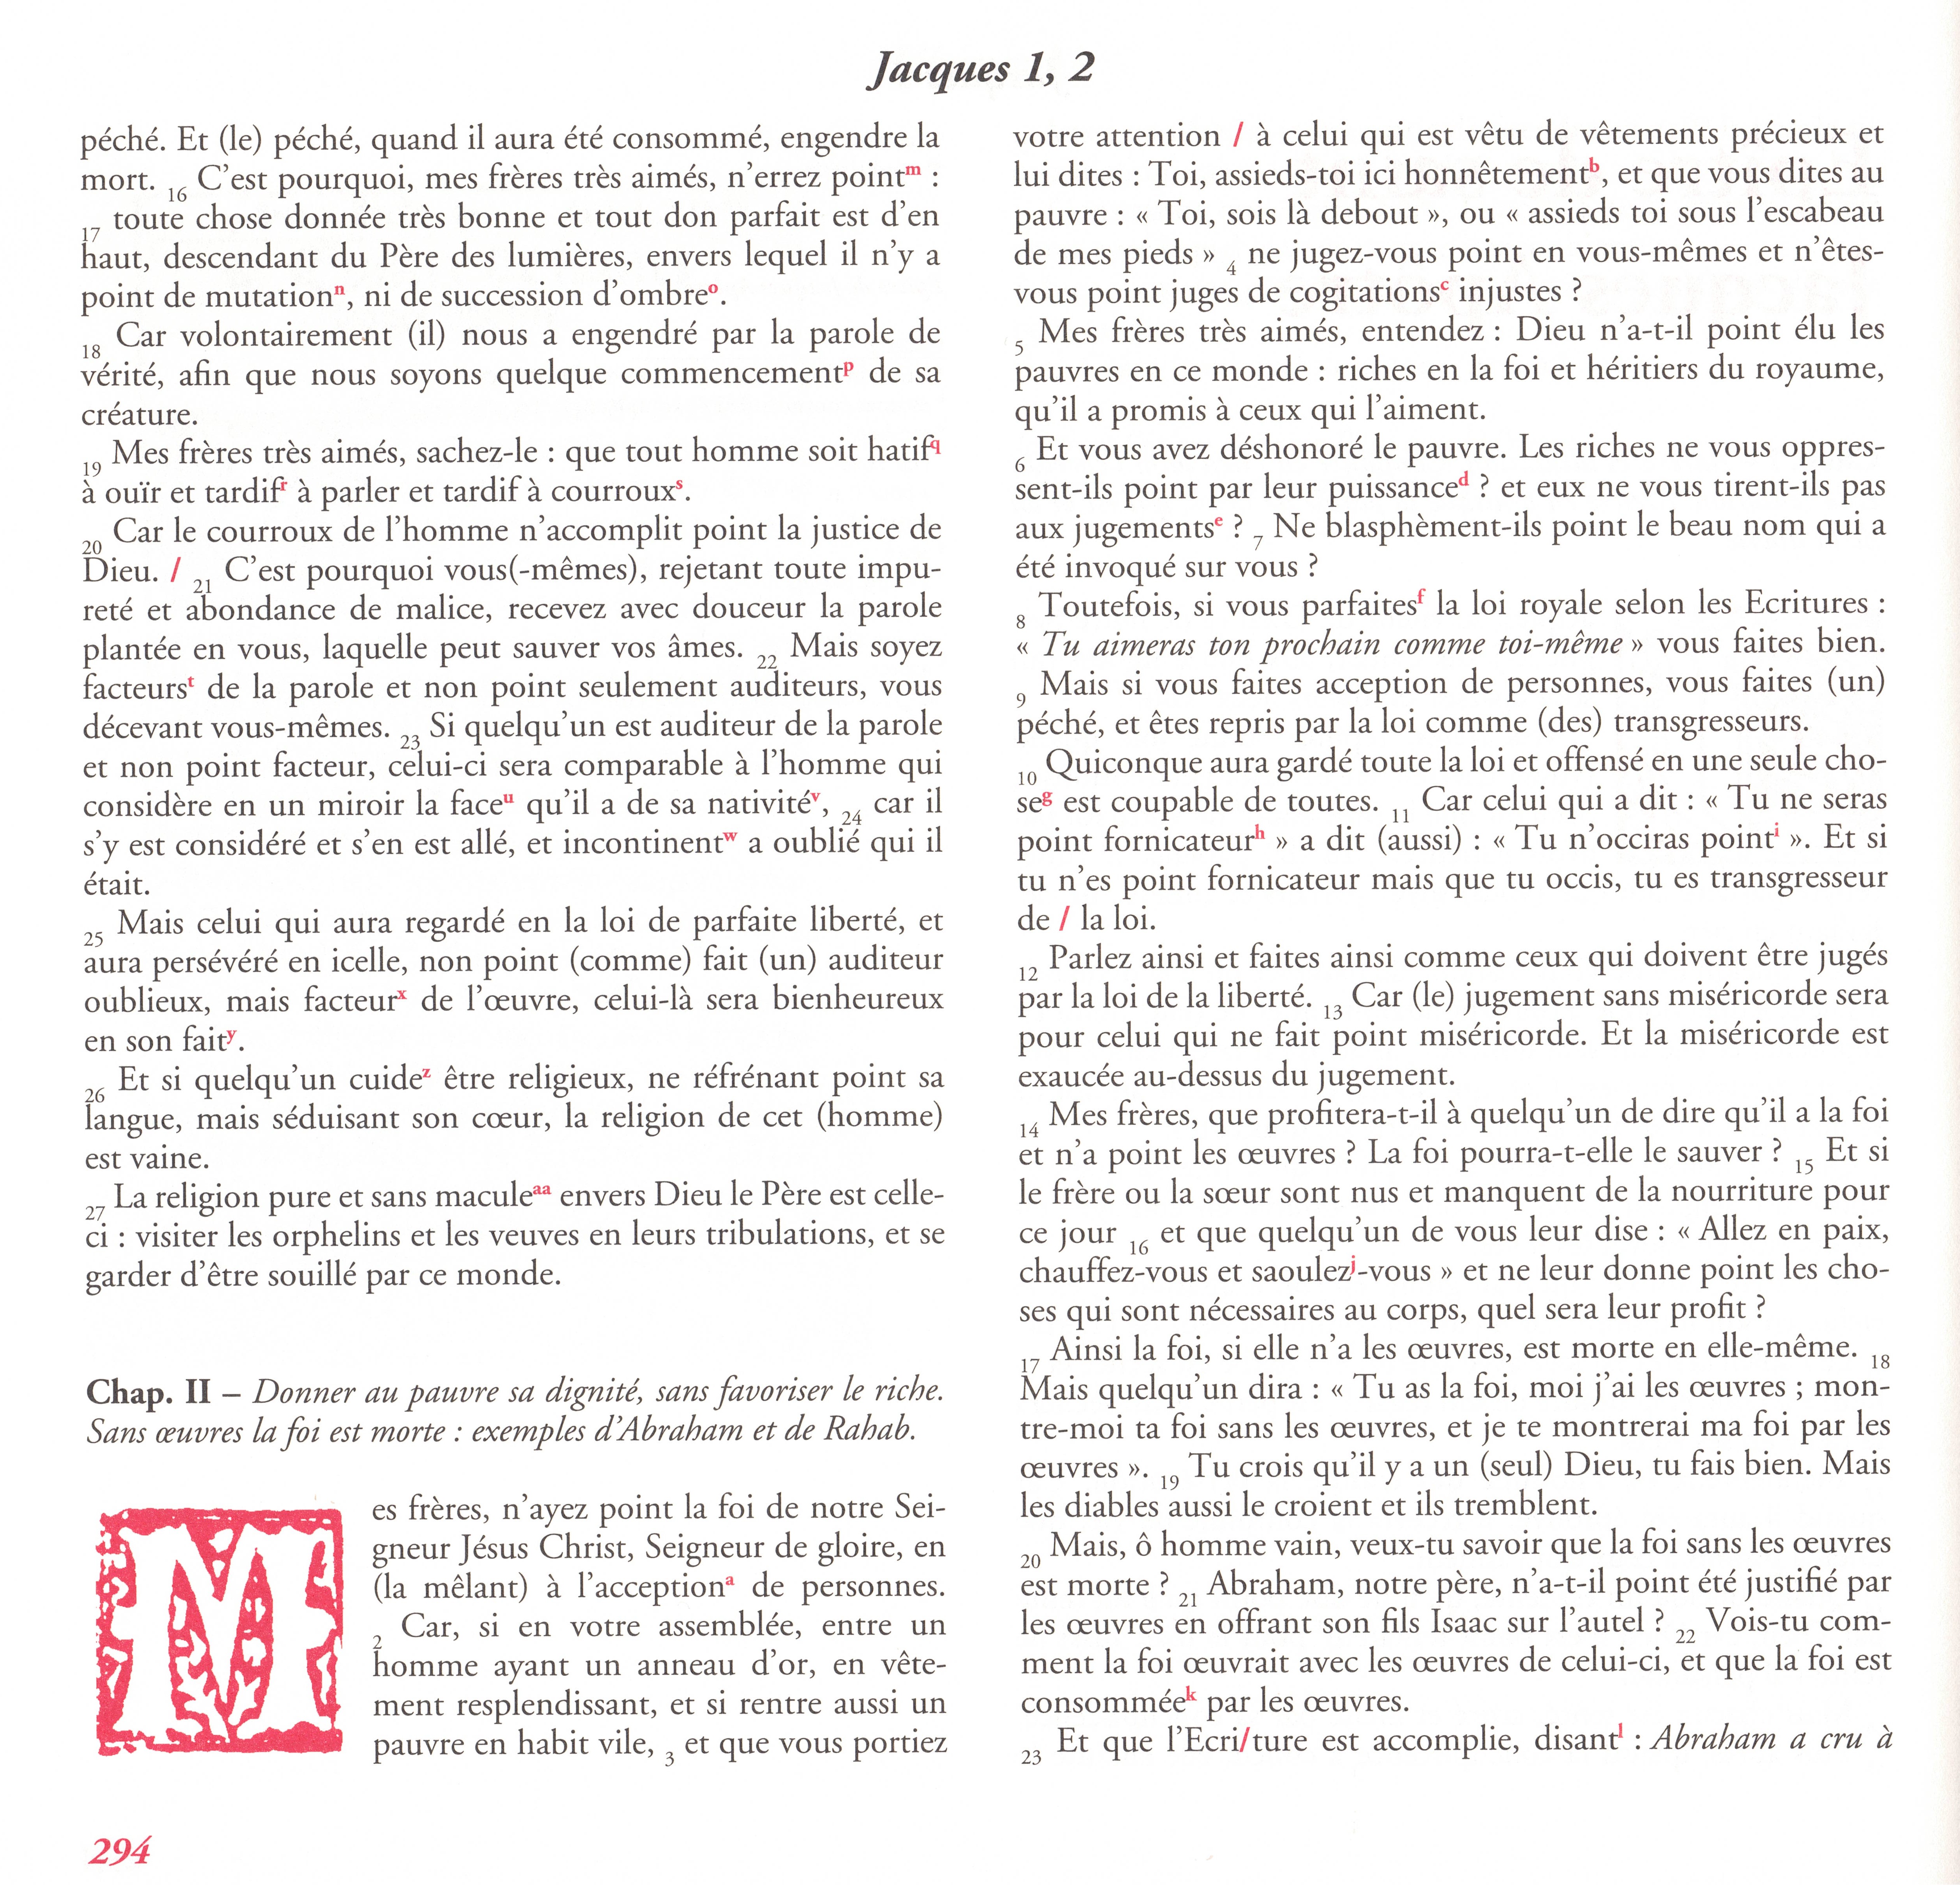 Jacques 1, 2
péché. Et (le) péché, quand il aura été consommé, engendre la
mort. 16 C'est pourquoi, mes frères très aimés, n'errez point m :
17 toute chose donnée très bonne et tout don parfait est d'en
haut, descendant du Père des lumières, envers lequel il n'y a
point de mutation n, ni de succession d'ombre o.
18 Car volontairement (il) nous a engendré par la parole de
vérité, afin que nous soyons quelque commencement p de sa
créature.
19 Mes frères très aimés, sachez-le : que tout homme soit hatif q
à ouïr et tardif r à parler et tardif à courroux s.
20 Car le courroux de l'homme n'accomplit point la justice de
Dieu. / 21 C'est pourquoi vous(-mêmes), rejetant toute impu-
reté et abondance de malice, recevez avec douceur la parole
plantée en vous, laquelle peut sauver vos âmes. 22 Mais soyez
facteurs t de la parole et non point seulement auditeurs, vous
décevant vous-mêmes. 23 Si quelqu'un est auditeur de la parole
et non point facteur, celui-ci sera comparable à l'homme qui
considère en un miroir la face u qu'il a de sa nativité v, 24 car il
s'y est considéré et s'en est allé, et incontinent w a oublié qui il
était.
25 Mais celui qui aura regardé en la loi de parfaite liberté, et
aura persévéré en icelle, non point (comme) fait (un) auditeur
oublieux, mais facteur x de l'œuvre, celui-là sera bienheureux
en son fait y.
26 Et si quelqu'un cuide z être religieux, ne réfrénant point sa
langue, mais séduisant son cœur, la religion de cet (homme)
est vaine.
27 La religion pure et sans macule aa envers Dieu le Père est celle-
ci : visiter les orphelins et les veuves en leurs tribulations, et se
garder d'être souillé par ce monde.
Chap. II – Donner au pauvre sa dignité, sans favoriser le riche.
Sans œuvres la foi est morte : exemples d'Abraham et de Rahab.
Mes frères, n'ayez point la foi de notre Sei-
gneur Jésus Christ, Seigneur de gloire, en
(la mêlant) à l'acception a de personnes.
2 Car, si en votre assemblée, entre un
homme ayant un anneau d'or, en vête-
ment resplendissant, et si rentre aussi un
pauvre en habit vile, 3 et que vous portiez
votre attention / à celui qui est vêtu de vêtements précieux et
lui dites : Toi, assieds-toi ici honnêtement b, et que vous dites au
pauvre : « Toi, sois là debout », ou « assieds toi sous l'escabeau
de mes pieds » 4 ne jugez-vous point en vous-mêmes et n'êtes-
vous point juges de cogitations c injustes ?
5 Mes frères très aimés, entendez : Dieu n'a-t-il point élu les
pauvres en ce monde : riches en la foi et héritiers du royaume,
qu'il a promis à ceux qui l'aiment.
6 Et vous avez déshonoré le pauvre. Les riches ne vous oppres-
sent-ils point par leur puissance d ? et eux ne vous tirent-ils pas
aux jugements e ? 7 Ne blasphèment-ils point le beau nom qui a
été invoqué sur vous ?
8 Toutefois, si vous parfaites f la loi royale selon les Ecritures :
« Tu aimeras ton prochain comme toi-même » vous faites bien.
9 Mais si vous faites acception de personnes, vous faites (un)
péché, et êtes repris par la loi comme (des) transgresseurs.
10 Quiconque aura gardé toute la loi et offensé en une seule cho-
se g est coupable de toutes. 11 Car celui qui a dit : « Tu ne seras
point fornicateur h » a dit (aussi) : « Tu n'occiras point i ». Et si
tu n'es point fornicateur mais que tu occis, tu es transgresseur
de / la loi.
12 Parlez ainsi et faites ainsi comme ceux qui doivent être jugés
par la loi de la liberté. 13 Car (le) jugement sans miséricorde sera
pour celui qui ne fait point miséricorde. Et la miséricorde est
exaucée au-dessus du jugement.
14 Mes frères, que profitera-t-il à quelqu'un de dire qu'il a la foi
et n'a point les œuvres ? La foi pourra-t-elle le sauver ? 15 Et si
le frère ou la sœur sont nus et manquent de la nourriture pour
ce jour 16 et que quelqu'un de vous leur dise : « Allez en paix,
chauffez-vous et saoulez j-vous » et ne leur donne point les cho-
ses qui sont nécessaires au corps, quel sera leur profit ?
17 Ainsi la foi, si elle n'a les œuvres, est morte en elle-même. 18
Mais quelqu'un dira : « Tu as la foi, moi j'ai les œuvres ; mon-
tre-moi ta foi sans les œuvres, et je te montrerai ma foi par les
œuvres ». 19 Tu crois qu'il y a un (seul) Dieu, tu fais bien. Mais
les diables aussi le croient et ils tremblent.
20 Mais, ô homme vain, veux-tu savoir que la foi sans les œuvres
est morte ? 21 Abraham, notre père, n'a-t-il point été justifié par
les œuvres en offrant son fils Isaac sur l'autel ? 22 Vois-tu com-
ment la foi œuvrait avec les œuvres de celui-ci, et que la foi est
consommée k par les œuvres.
23 Et que l'Ecri/ture est accomplie, disant l : Abraham a cru à
294